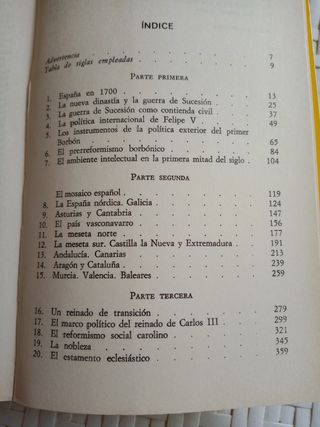 ÍNDICE
Advertencia . . . 7
Tabla de siglas empleadas . . . 9
PARTE PRIMERA
1. España en 1700 . . . 13
2. La nueva dinastía y la guerra de Sucesión . . . 25
3. La guerra de Sucesión como contienda civil . . . 37
4. La política internacional de Felipe V . . . 49
5. Los instrumentos de la política exterior del primer
Borbón . . . 65
6. El prerreformismo borbónico . . . 84
7. El ambiente intelectual en la primera mitad del siglo . 104
PARTE SEGUNDA
El mosaico español . . . 119
8. La España nórdica. Galicia . . . 124
9. Asturias y Cantabria . . . 147
10. El país vasconavarro . . . 156
11. La meseta norte . . . 177
12. La meseta sur. Castilla la Nueva y Extremadura . . . 191
13. Andalucía. Canarias . . . 213
14. Aragón y Cataluña . . . 239
15. Murcia. Valencia. Baleares . . . 259
PARTE TERCERA
16. Un reinado de transición . . . 279
17. El marco político del reinado de Carlos III . . . 299
18. El reformismo social carolino . . . 321
19. La nobleza . . . 345
20. El estamento eclesiástico . . . 359